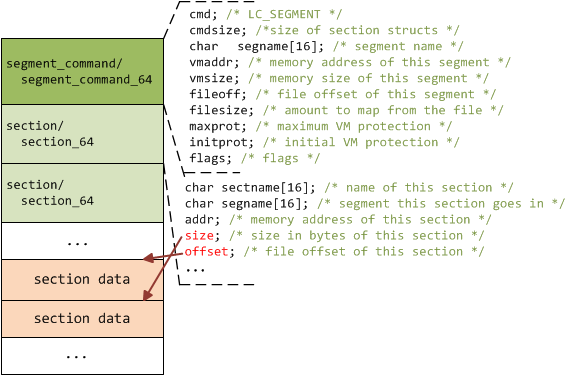 cmd; /* LC_SEGMENT */
cmdsize; /*size of section structs */
char segname[16]; /* segment name */
vmaddr; /* memory address of this segment */
vmsize; /* memory size of this segment */
fileoff; /* file offset of this segment */
filesize; /* amount to map from the file */
maxprot; /* maximum VM protection */
initprot; /* initial VM protection */
flags; /* flags */
segment_command/
segment_command_64
section/
section_64
section/
section_64
...
section data
section data
...
char sectname[16]; /* name of this section */
char segname[16]; /* segment this section goes in */
addr; /* memory address of this section */
size; /* size in bytes of this section */
offset; /* file offset of this section */
...